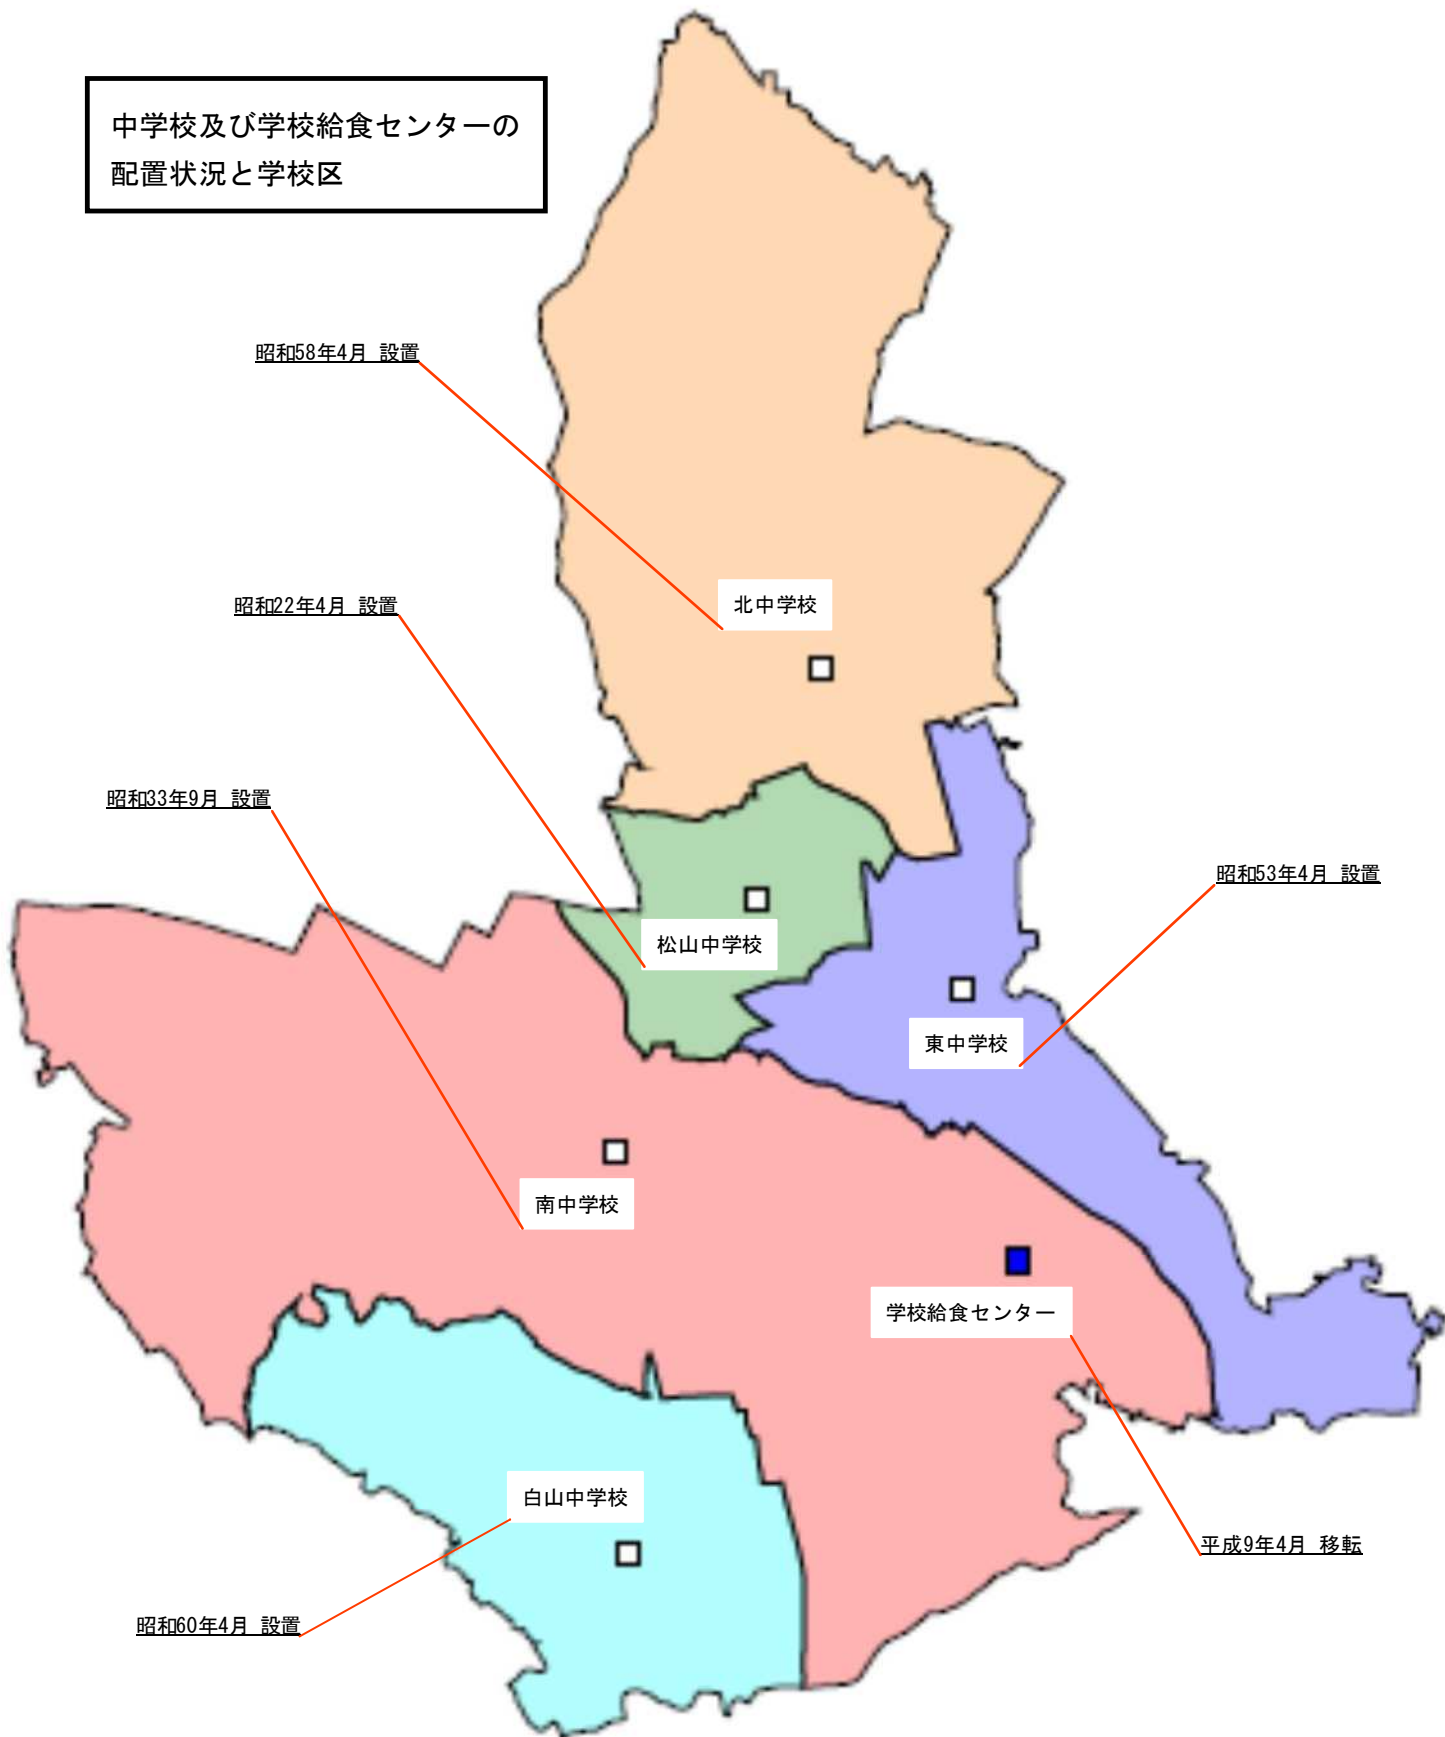 中学校及び学校給食センターの
配置状況と学校区
昭和58年4月 設置
北中学校
昭和22年4月 設置
昭和33年9月 設置
昭和53年4月 設置
松山中学校
東中学校
南中学校
学校給食センター
白山中学校
平成9年4月 移転
昭和60年4月 設置